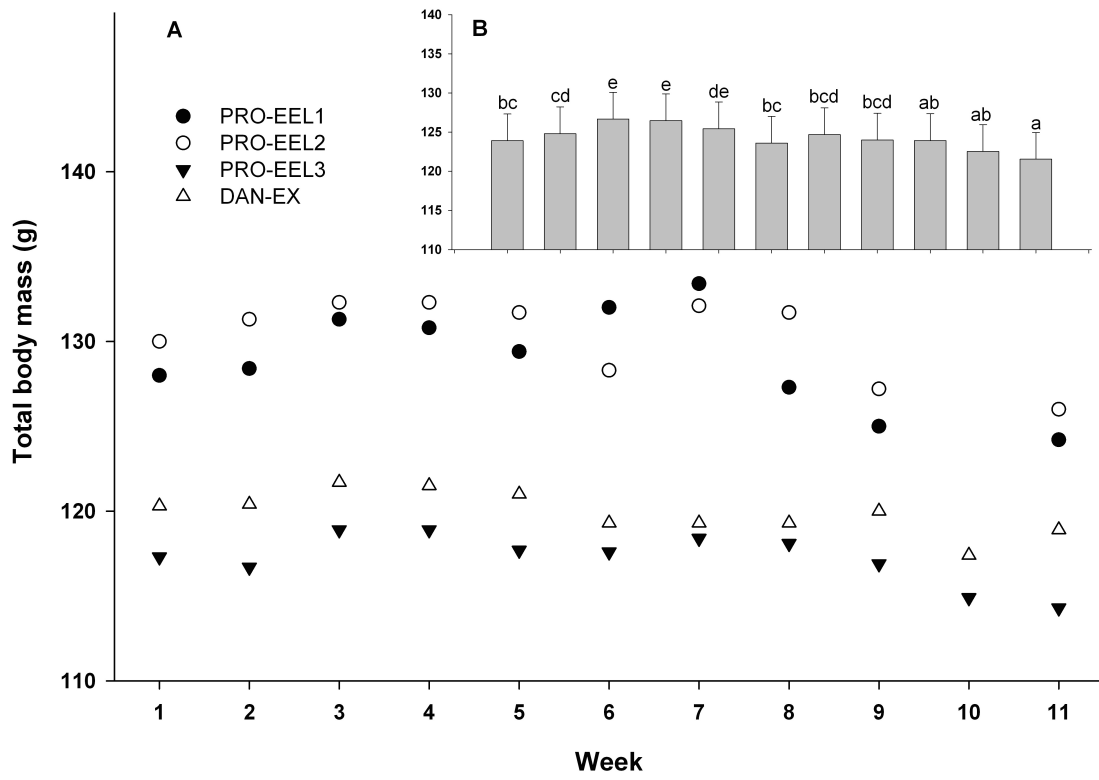 A
PRO-EEL1
PRO-EEL2
PRO-EEL3
DAN-EX
B
140
135
130
125
120
115
110
bc
cd
e
e
de
bc
bcd
bcd
ab
ab
a
Total body mass (g)
140
130
120
110
1 2 3 4 5 6 7 8 9 10 11
Week